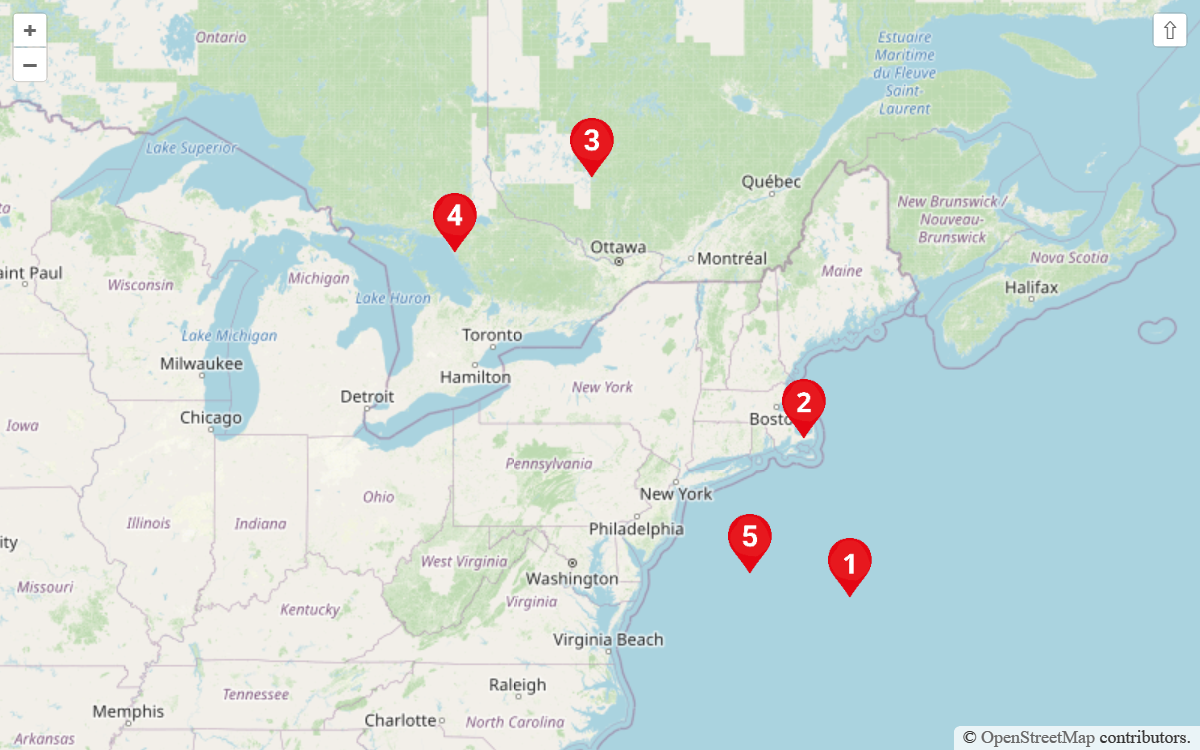 +
−
⇧
Ontario
Estuaire
Maritime
du Fleuve
Saint-
Laurent
3
Lake Superior
Québec
New Brunswick /
Nouveau-
Brunswick
4
Ottawa
Montréal
Nova Scotia
aint Paul
Michigan
Maine
Wisconsin
Halifax
Lake Huron
Lake Michigan
Toronto
Milwaukee
Hamilton
New York
Detroit
2
Chicago
Bosto
Iowa
Pennsylvania
Ohio
New York
Illinois
Indiana
Philadelphia
5
ity
West Virginia
1
Washington
Missouri
Virginia
Kentucky
Virginia Beach
Raleigh
Tennessee
Memphis
Charlotte
North Carolina
Arkansas
© OpenStreetMap contributors.